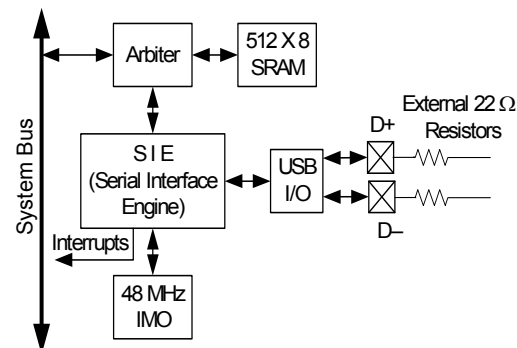 Arbiter
512 X 8
SRAM
External 22 Ω
Resistors
D+
System Bus
S I E
(Serial Interface
Engine)
USB
I/O
D–
Interrupts
48 MHz
IMO